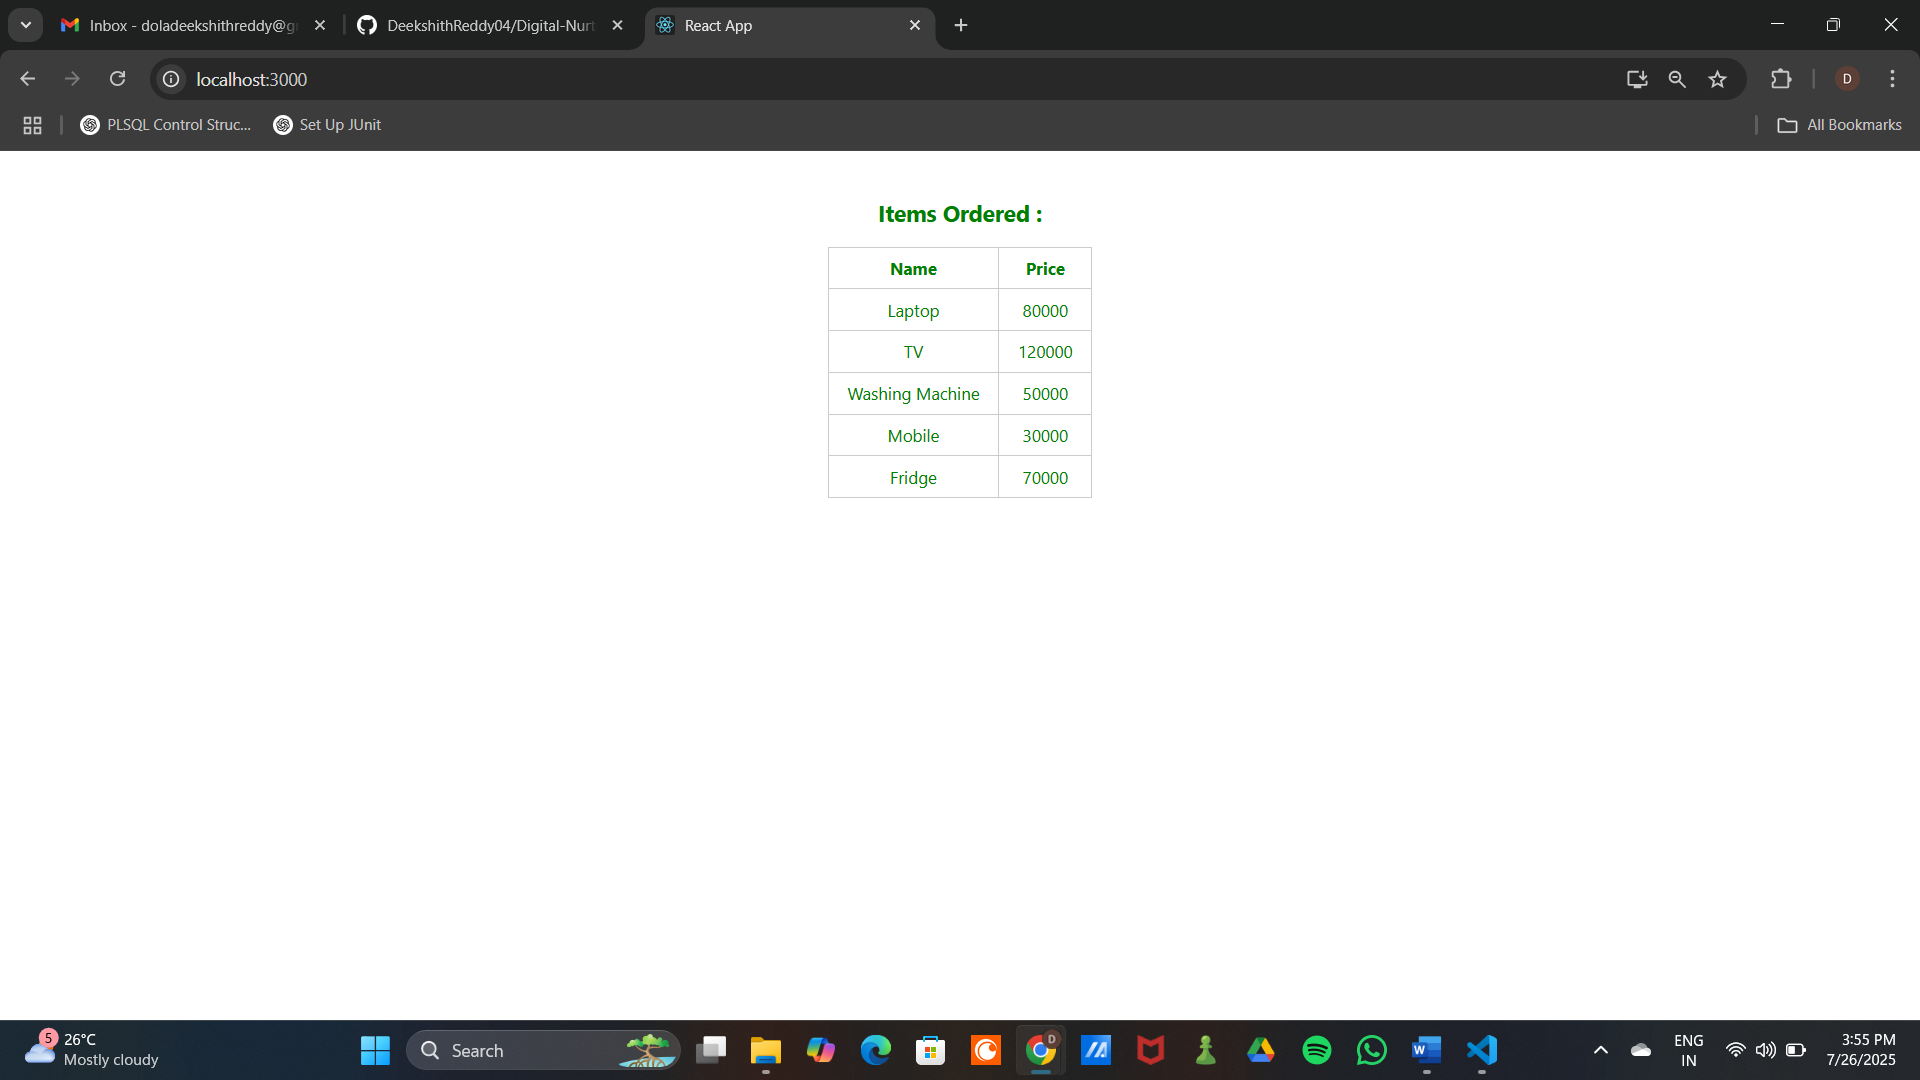 Inbox - doladeekshithreddy@g
DeekshithReddy04/Digital-Nurt
React App
localhost:3000
D
PLSQL Control Struc...
Set Up JUnit
All Bookmarks
Items Ordered :
Name Price
Laptop 80000
TV 120000
Washing Machine 50000
Mobile 30000
Fridge 70000
5
26°C
Mostly cloudy
Search
D
W
ENG
IN
3:55 PM
7/26/2025